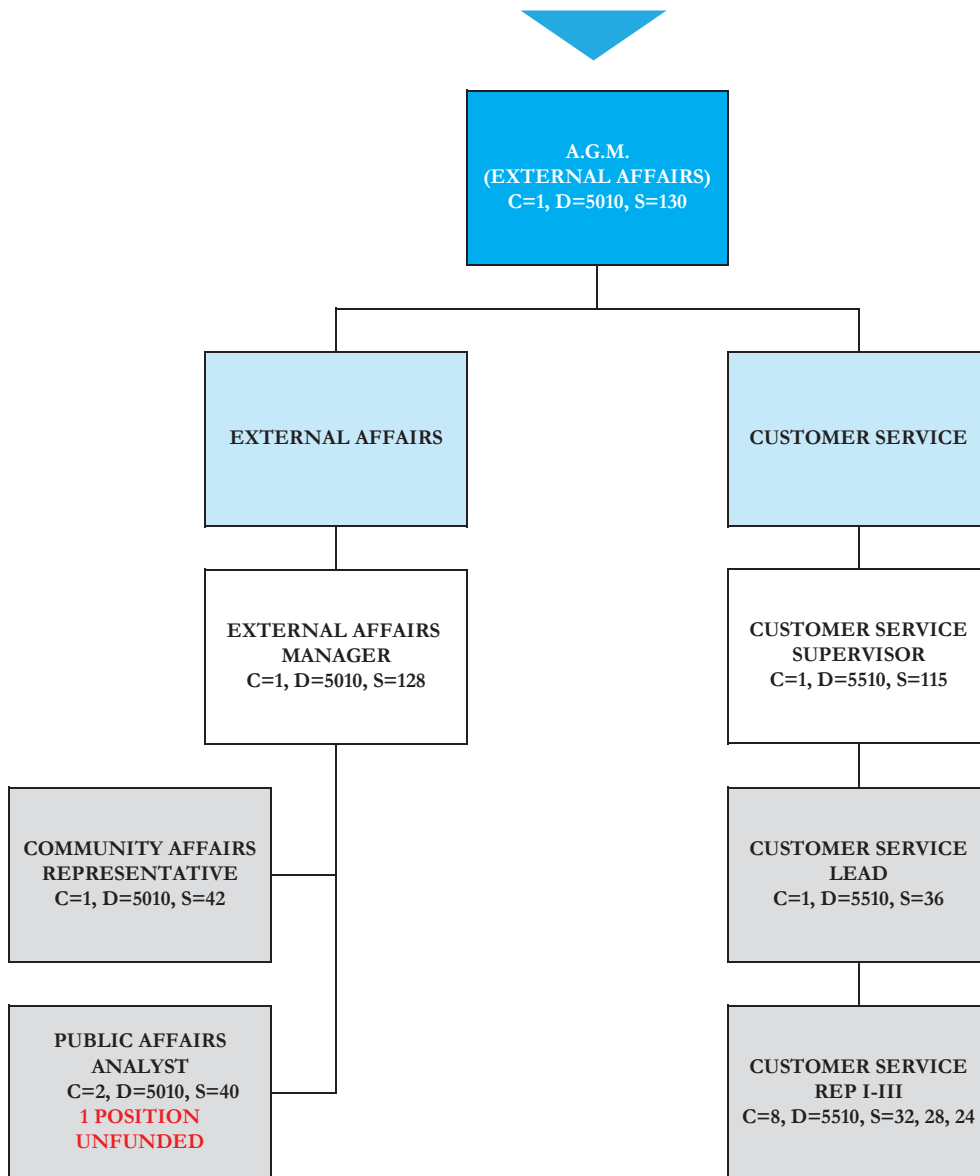 A.G.M.
(EXTERNAL AFFAIRS)
C=1, D=5010, S=130
EXTERNAL AFFAIRS
CUSTOMER SERVICE
EXTERNAL AFFAIRS
MANAGER
C=1, D=5010, S=128
CUSTOMER SERVICE
SUPERVISOR
C=1, D=5510, S=115
COMMUNITY AFFAIRS
REPRESENTATIVE
C=1, D=5010, S=42
CUSTOMER SERVICE
LEAD
C=1, D=5510, S=36
PUBLIC AFFAIRS
ANALYST
C=2, D=5010, S=40
1 POSITION
UNFUNDED
CUSTOMER SERVICE
REP I-III
C=8, D=5510, S=32, 28, 24